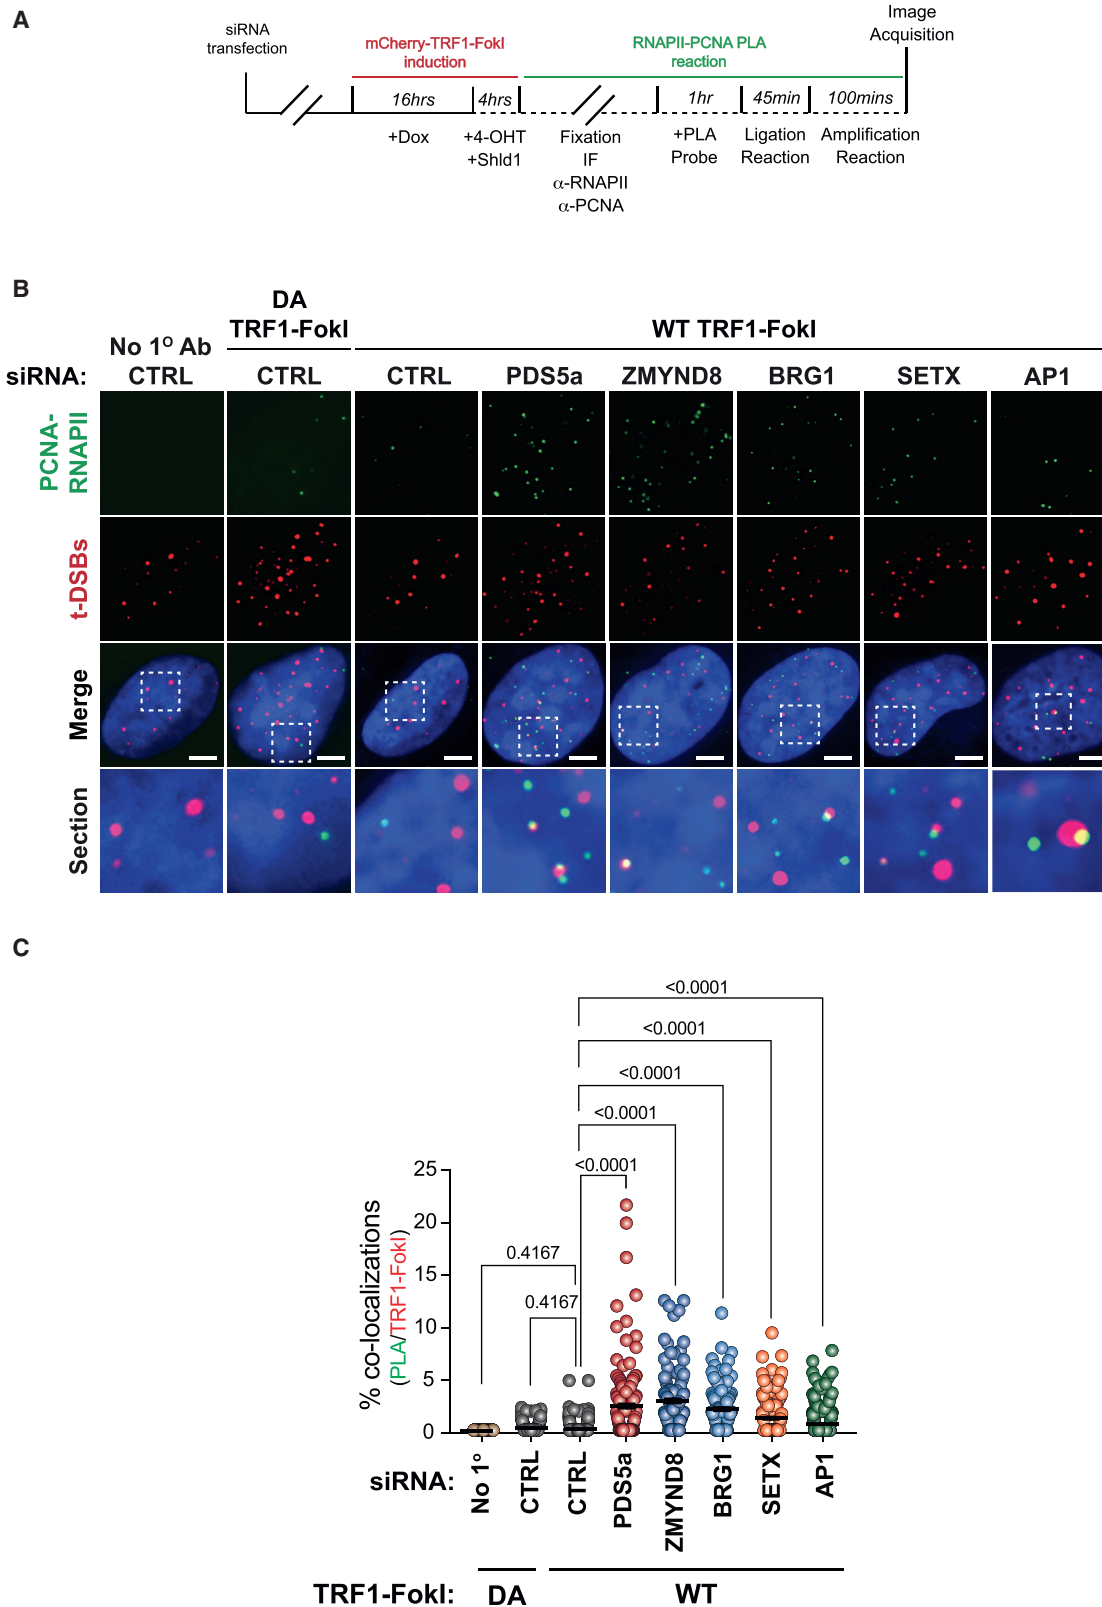 A
siRNA
transfection
mCherry-TRF1-FokI
induction
RNAPII-PCNA PLA
reaction
Image
Acquisition
16hrs
4hrs
1hr
45min
100mins
+Dox
+4-OHT
+Shld1
Fixation
IF
α-RNAPII
α-PCNA
+PLA
Probe
Ligation
Reaction
Amplification
Reaction
B
No 1º Ab
DA
TRF1-FokI
WT TRF1-FokI
siRNA: CTRL CTRL CTRL PDS5a ZMYND8 BRG1 SETX AP1
PCNA-
RNAPII
t-DSBs
Merge
Section
C
<0.0001
<0.0001
<0.0001
<0.0001
<0.0001
0.4167
0.4167
% co-localizations
(PLA/TRF1-FokI)
25
20
15
10
5
0
siRNA: No 1º CTRL CTRL PDS5a ZMYND8 BRG1 SETX AP1
TRF1-FokI: DA WT